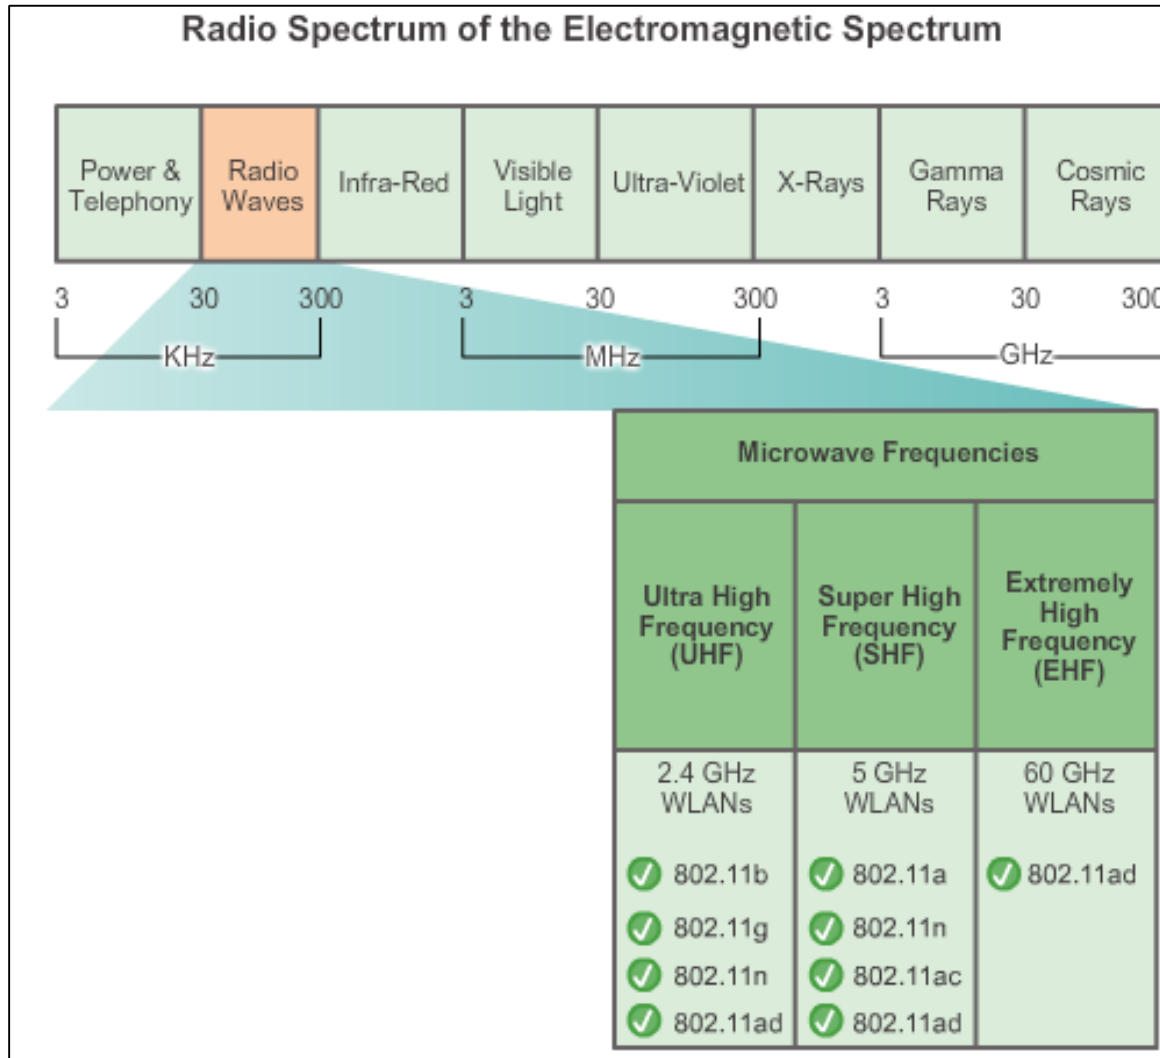 Radio Spectrum of the Electromagnetic Spectrum
Power &
Telephony
Radio
Waves
Infra-Red
Visible
Light
Ultra-Violet
X-Rays
Gamma
Rays
Cosmic
Rays
3 30 300 3 30 300 3 30 300
KHz MHz GHz
Microwave Frequencies
Ultra High
Frequency
(UHF)
Super High
Frequency
(SHF)
Extremely
High
Frequency
(EHF)
2.4 GHz
WLANs
802.11b
802.11g
802.11n
802.11ad
5 GHz
WLANs
802.11a
802.11n
802.11ac
802.11ad
60 GHz
WLANs
802.11ad